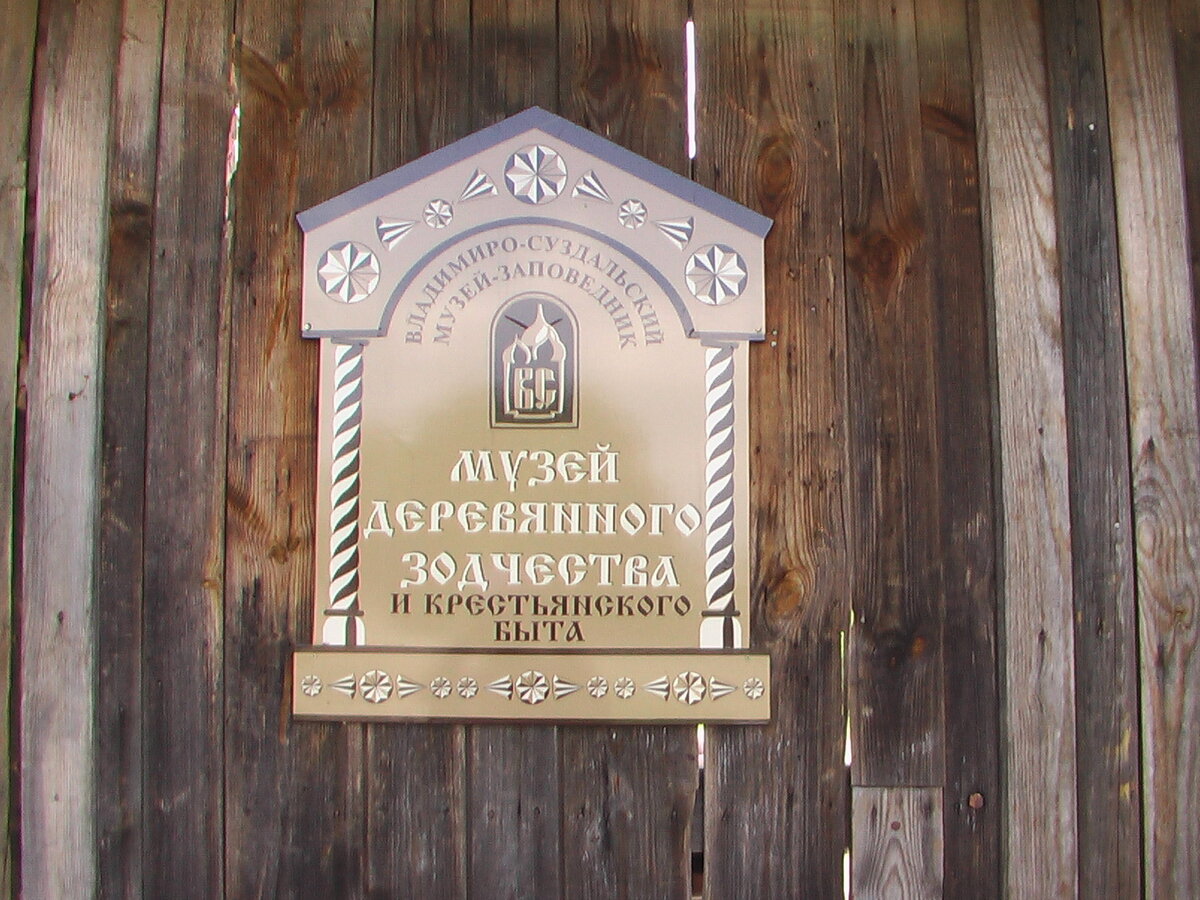 ВЛАДИМИРО-СУЗДАЛЬСКИЙ
МУЗЕЙ-ЗАПОВЕДНИК
ВС
МУЗЕЙ
ДЕРЕВЯННОГО
ЗОДЧЕСТВА
И КРЕСТЬЯНСКОГО
БЫТА